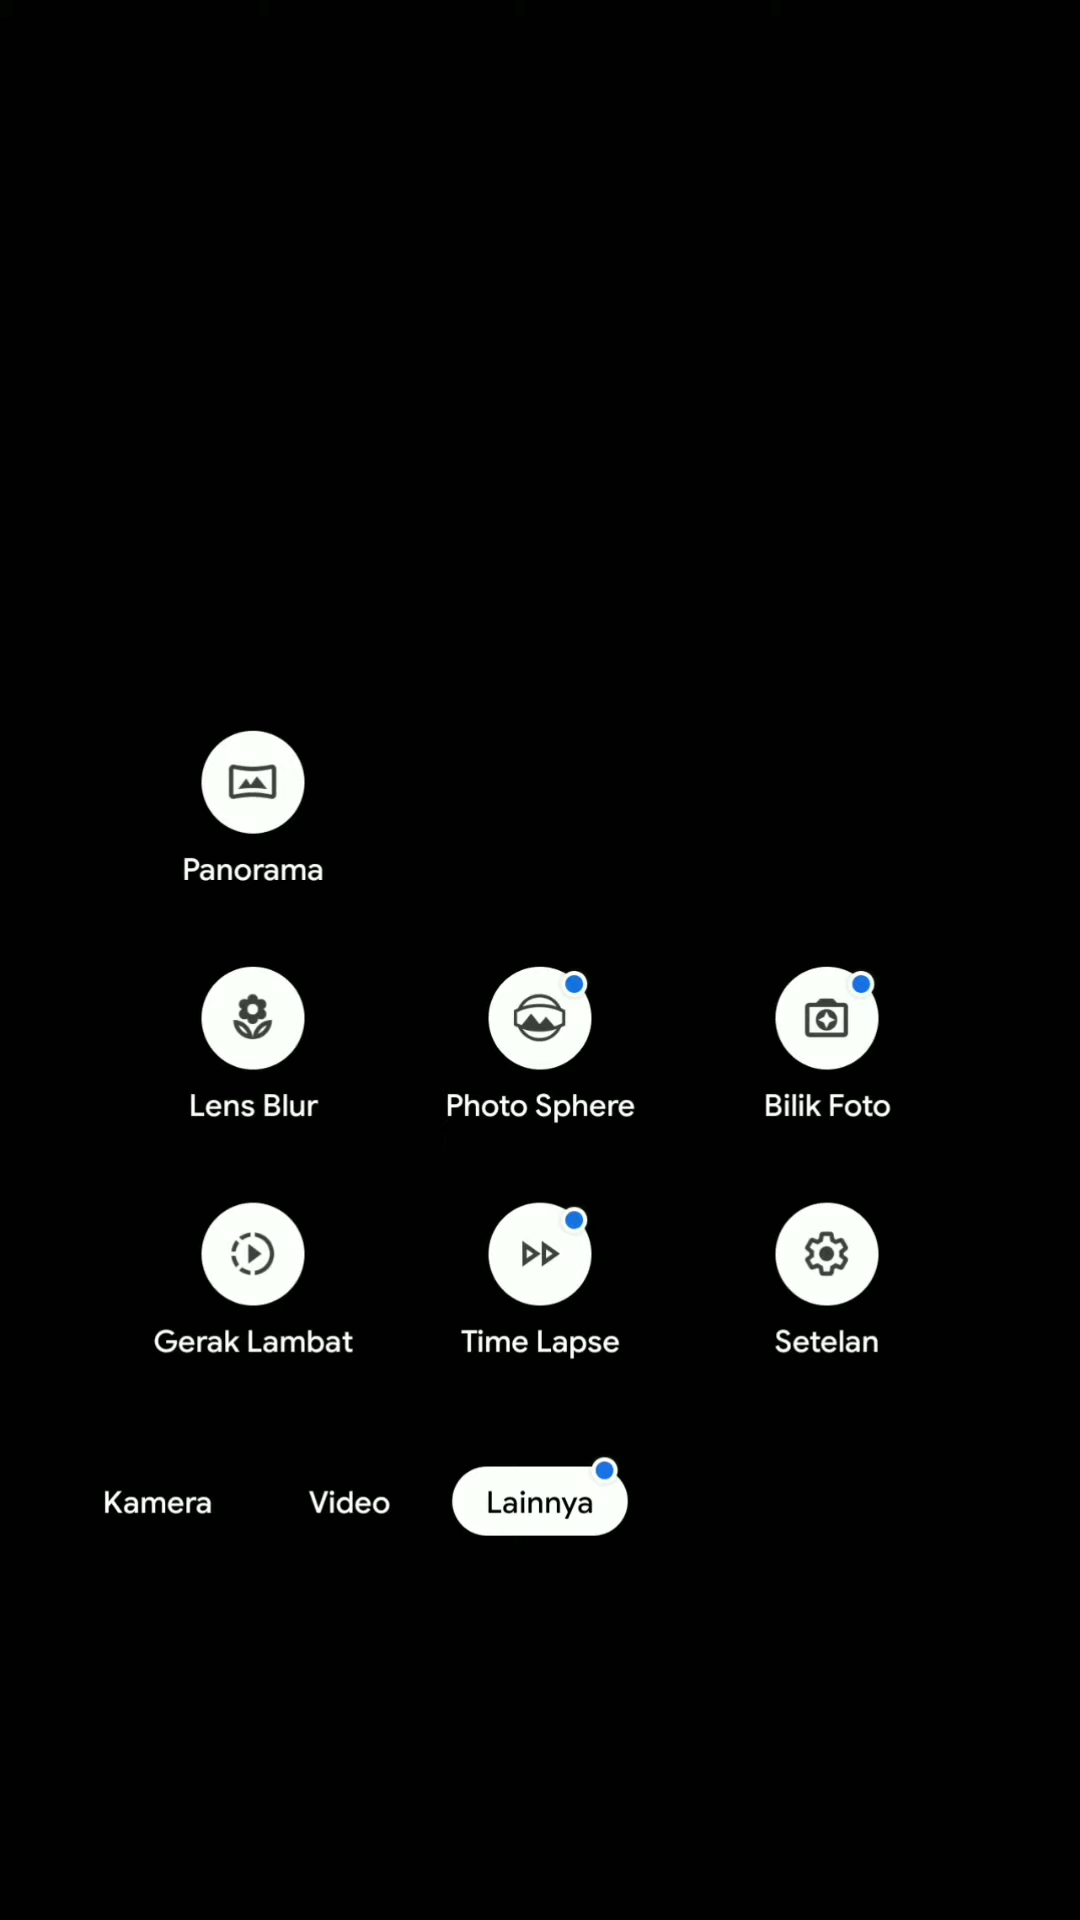 Panorama
Lens Blur
Photo Sphere
Bilik Foto
Gerak Lambat
Time Lapse
Setelan
Kamera
Video
Lainnya